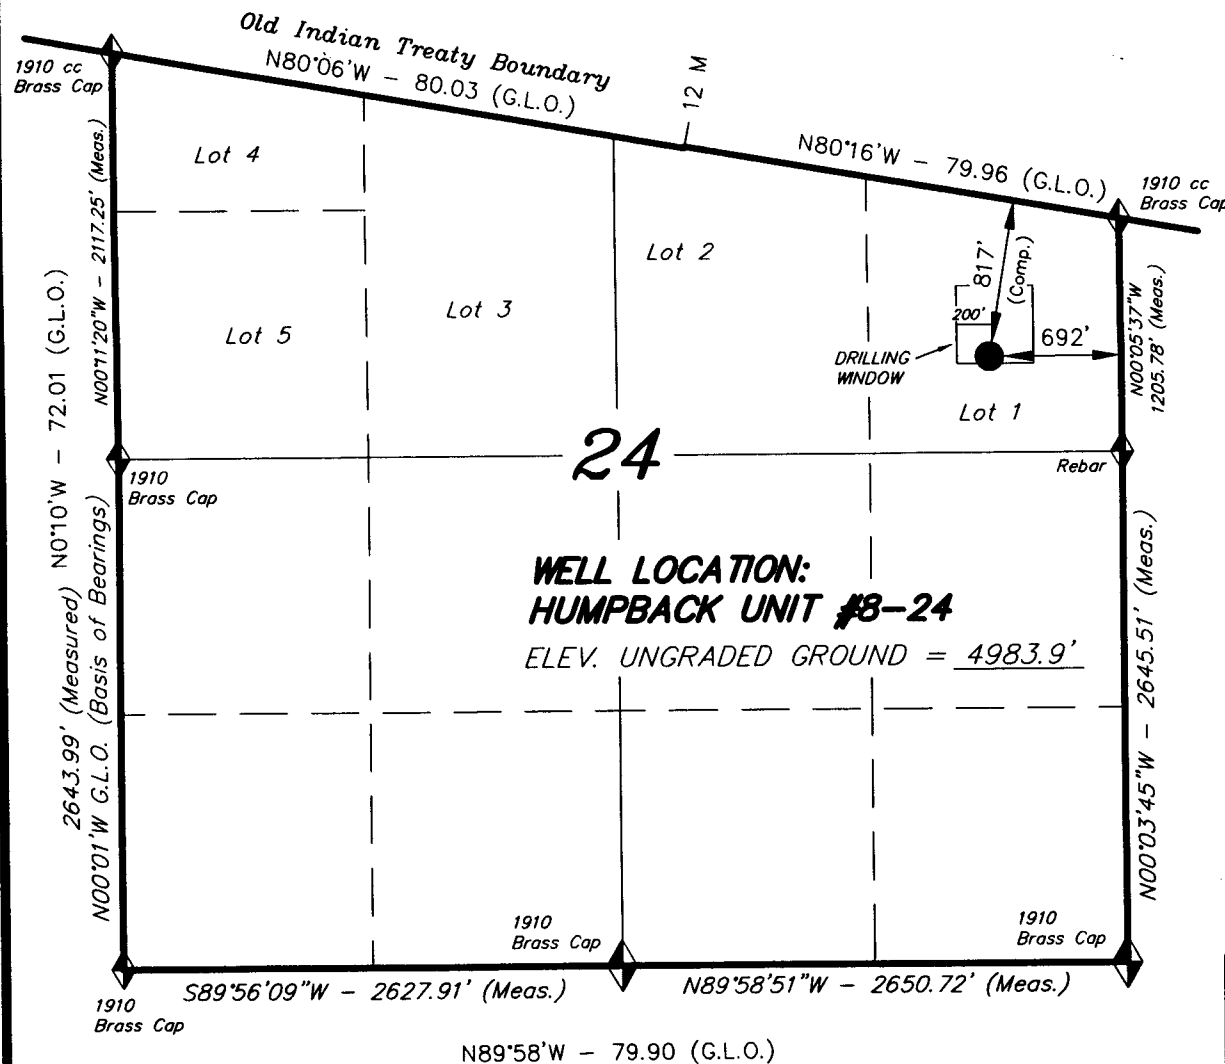 Old Indian Treaty Boundary
N80°06'W - 80.03 (G.L.O.)
12 M
N80°16'W - 79.96 (G.L.O.)
1910 cc
Brass Cap
1910 cc
Brass Cap
N00°11'20"W - 2117.25' (Meas.)
Lot 4
Lot 2
Lot 3
Lot 5
817'
(Comp.)
200'
692'
DRILLING
WINDOW
Lot 1
N00°05'37"W
1205.78' (Meas.)
N0°10'W - 72.01 (G.L.O.)
24
Rebar
1910
Brass Cap
WELL LOCATION:
HUMPBACK UNIT #8-24
ELEV. UNGRADED GROUND = 4983.9'
2643.99' (Measured)
N00°01'W G.L.O. (Basis of Bearings)
N00°03'45"W - 2645.51' (Meas.)
1910
Brass Cap
1910
Brass Cap
1910
Brass Cap
S89°56'09"W - 2627.91' (Meas.)
N89°58'51"W - 2650.72' (Meas.)
N89°58'W - 79.90 (G.L.O.)